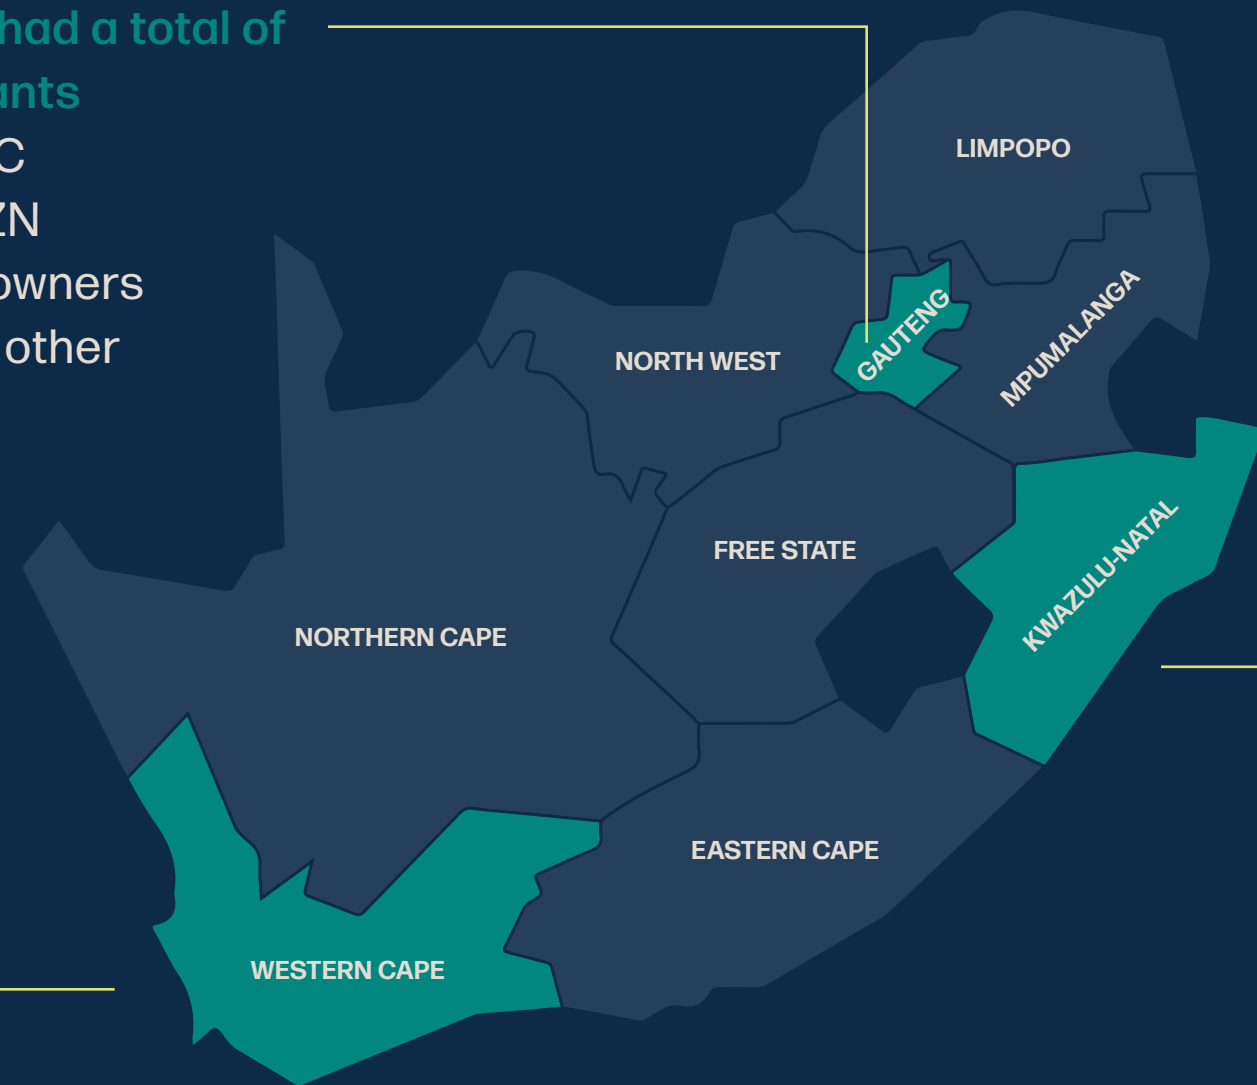 had a total of
ants
C
ZN
owners
other
LIMPOPO
GAUTENG
NORTH WEST
MPUMALANGA
FREE STATE
KWAZULU-NATAL
NORTHERN CAPE
EASTERN CAPE
WESTERN CAPE